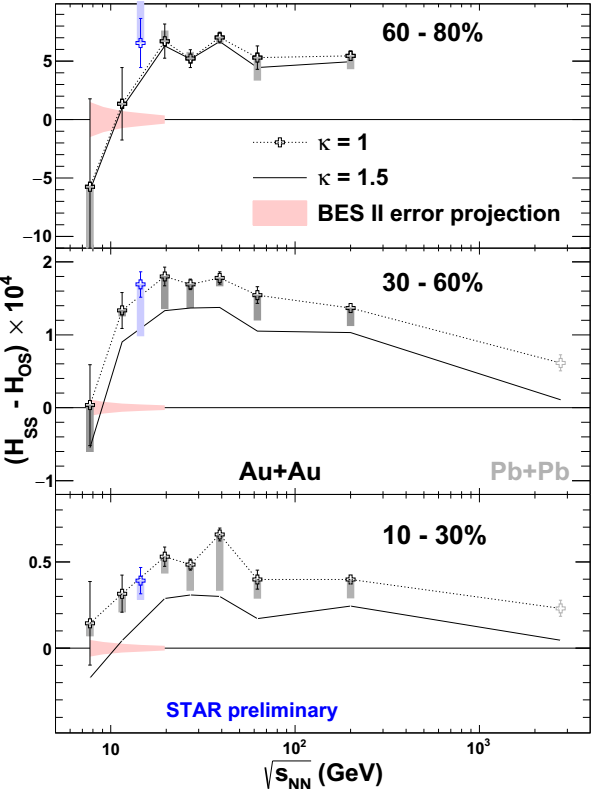 60 - 80%
5
0
−5
−10
κ = 1
κ = 1.5
BES II error projection
(H_SS - H_OS) × 10^4
30 - 60%
2
1
0
−1
Au+Au
Pb+Pb
10 - 30%
0.5
0
STAR preliminary
10
10^2
10^3
√s_NN (GeV)